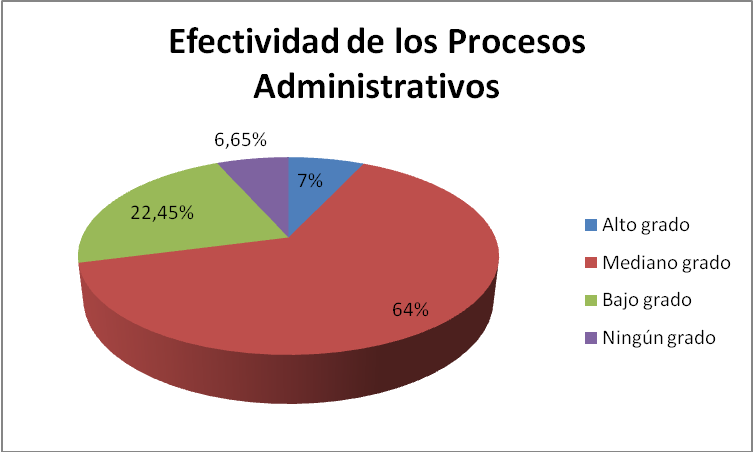 Efectividad de los Procesos
Administrativos
6,65%
7%
22,45%
64%
Alto grado
Mediano grado
Bajo grado
Ningún grado